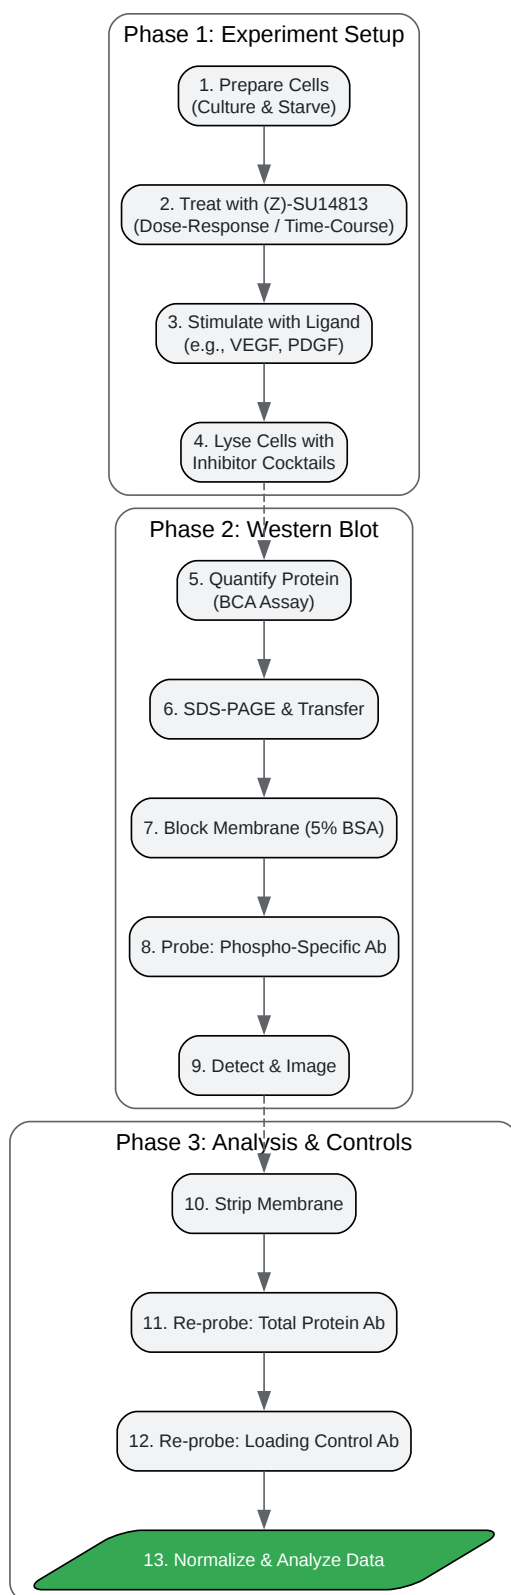 Phase 1: Experiment Setup
1. Prepare Cells
(Culture & Starve)
2. Treat with (Z)-SU14813
(Dose-Response / Time-Course)
3. Stimulate with Ligand
(e.g., VEGF, PDGF)
4. Lyse Cells with
Inhibitor Cocktails
Phase 2: Western Blot
5. Quantify Protein
(BCA Assay)
6. SDS-PAGE & Transfer
7. Block Membrane (5% BSA)
8. Probe: Phospho-Specific Ab
9. Detect & Image
Phase 3: Analysis & Controls
10. Strip Membrane
11. Re-probe: Total Protein Ab
12. Re-probe: Loading Control Ab
13. Normalize & Analyze Data